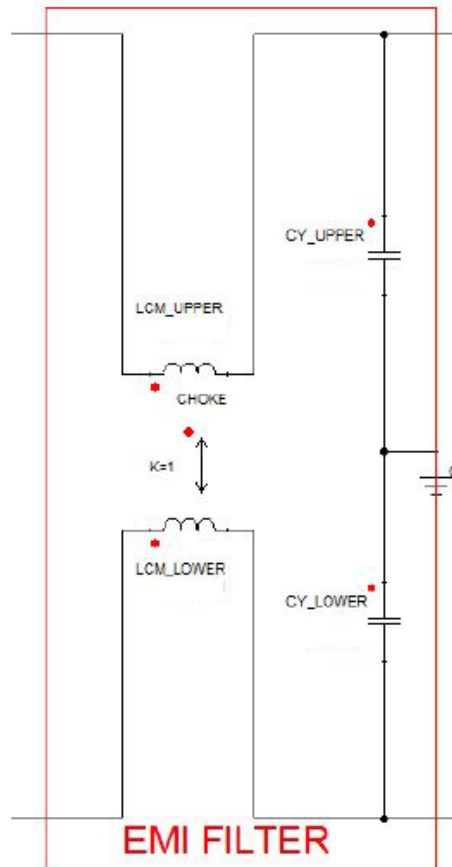 CY_UPPER
LCM_UPPER
CHOKE
K=1
LCM_LOWER
CY_LOWER
EMI FILTER